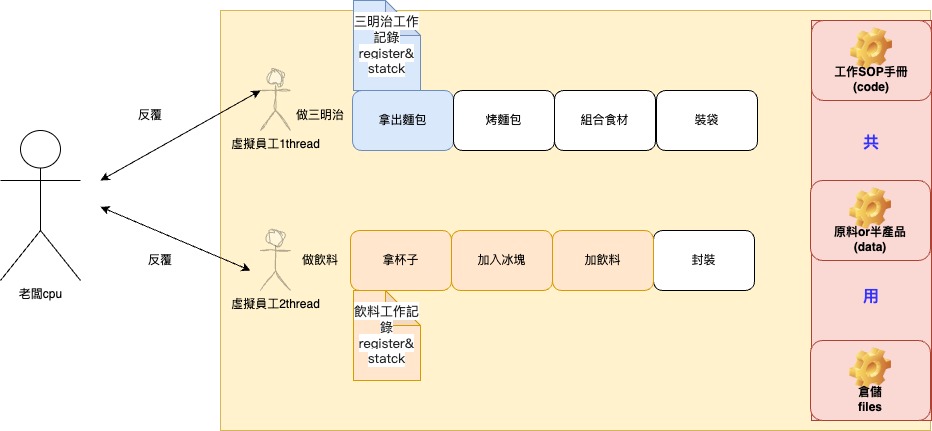 三明治工作
記錄
register&
statck
工作SOP手冊
(code)
反覆
做三明治
拿出麵包
烤麵包
組合食材
裝袋
虛擬員工1thread
共
原料or半產品
(data)
反覆
做飲料
拿杯子
加入冰塊
加飲料
封裝
老闆cpu
虛擬員工2thread
用
飲料工作記
錄
register&
statck
倉儲
files